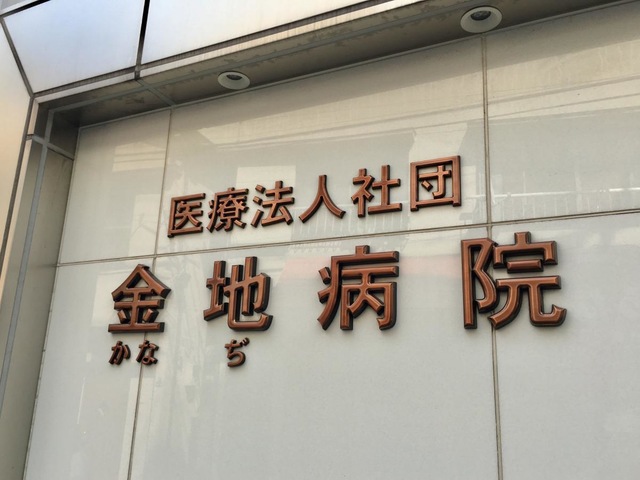 医療法人社団
金地病院
かな ぢ